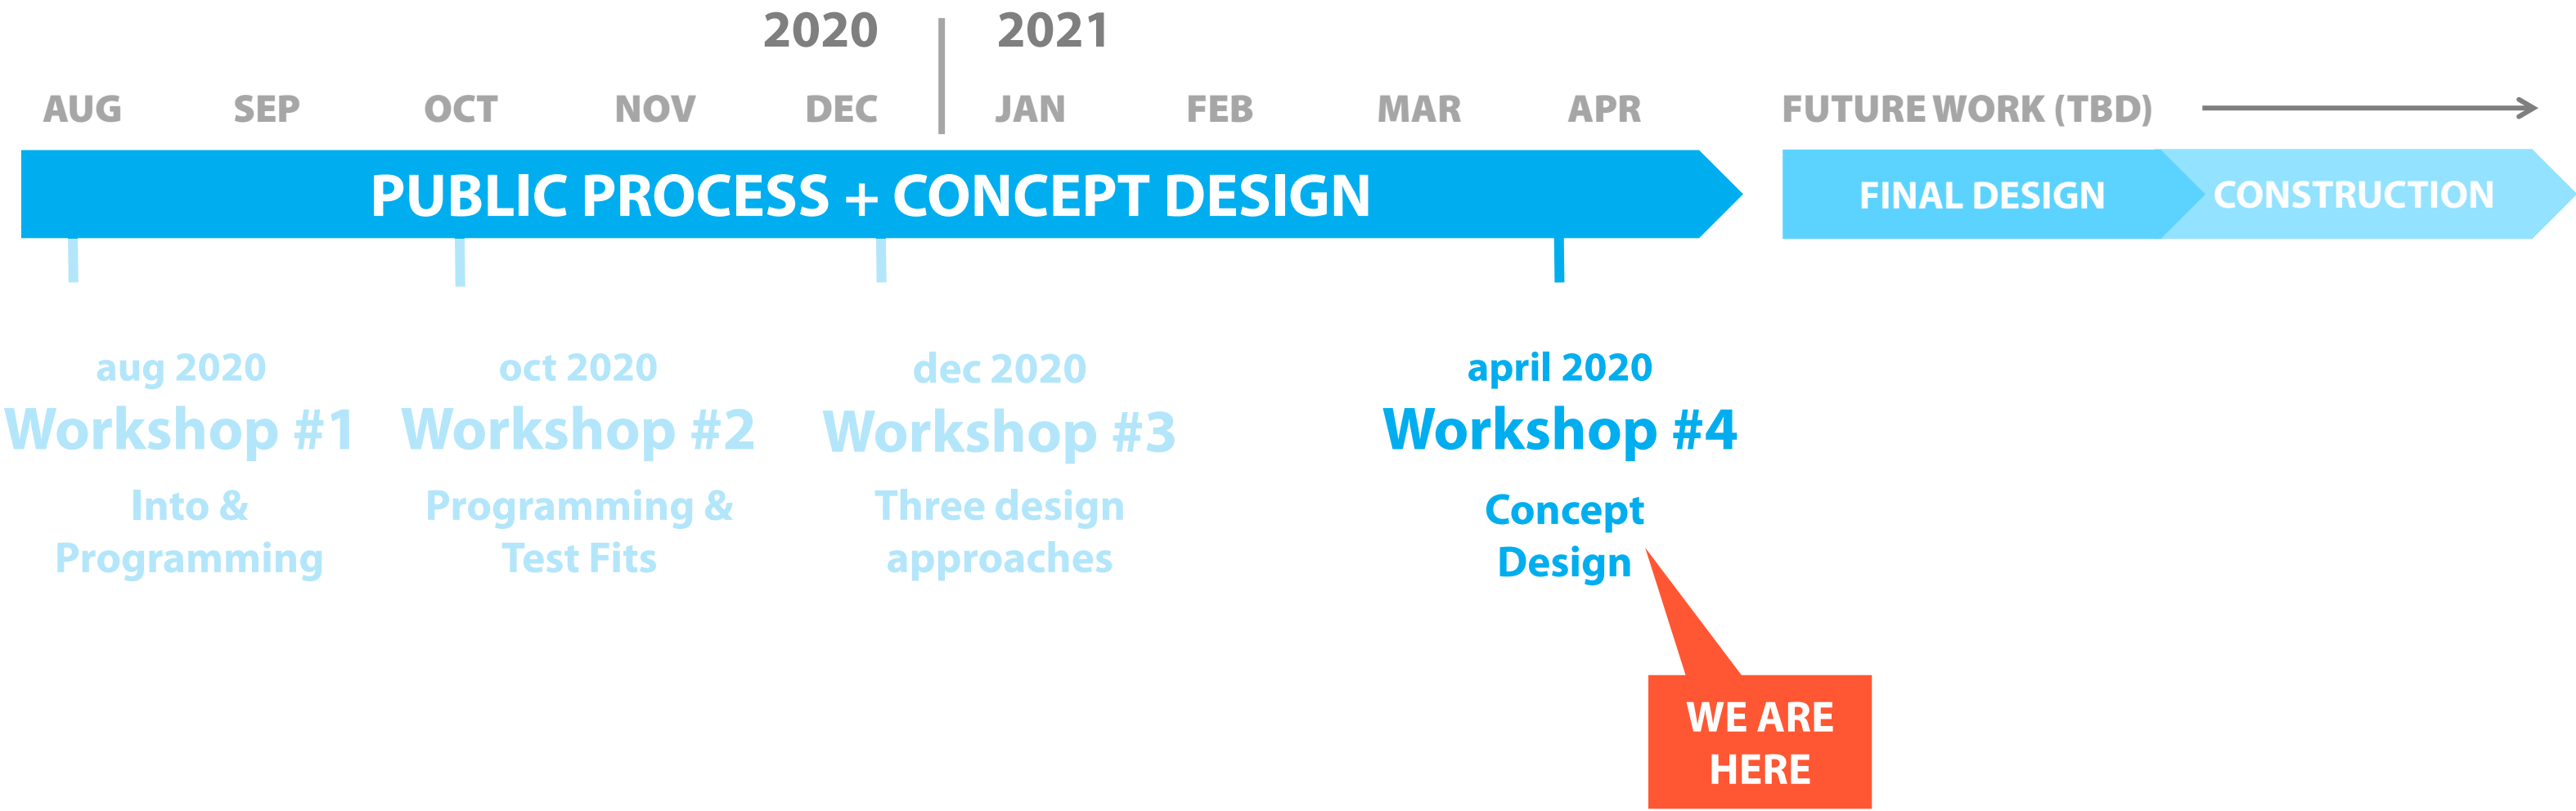 2020 2021
AUG SEP OCT NOV DEC JAN FEB MAR APR FUTURE WORK (TBD)
PUBLIC PROCESS + CONCEPT DESIGN FINAL DESIGN CONSTRUCTION
aug 2020
Workshop #1
Into &
Programming
oct 2020
Workshop #2
Programming &
Test Fits
dec 2020
Workshop #3
Three design
approaches
april 2020
Workshop #4
Concept
Design
WE ARE
HERE